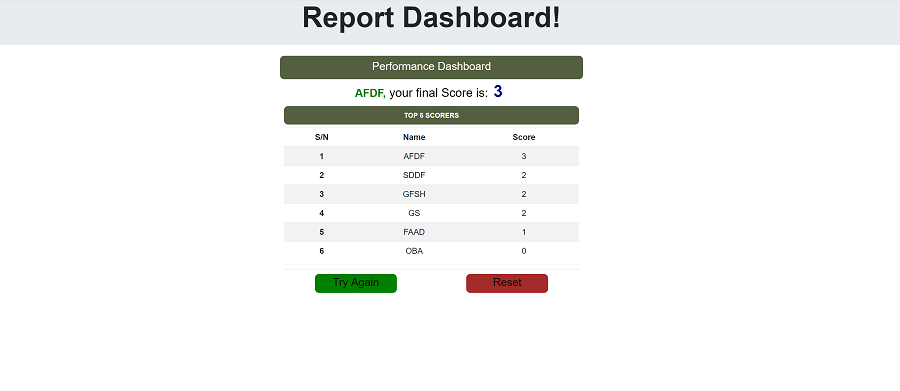 Report Dashboard!
Performance Dashboard
AFDF, your final Score is: 3
TOP 6 SCORERS
S/N Name Score
1 AFDF 3
2 SDDF 2
3 GFSH 2
4 GS 2
5 FAAD 1
6 OBA 0
Try Again Reset